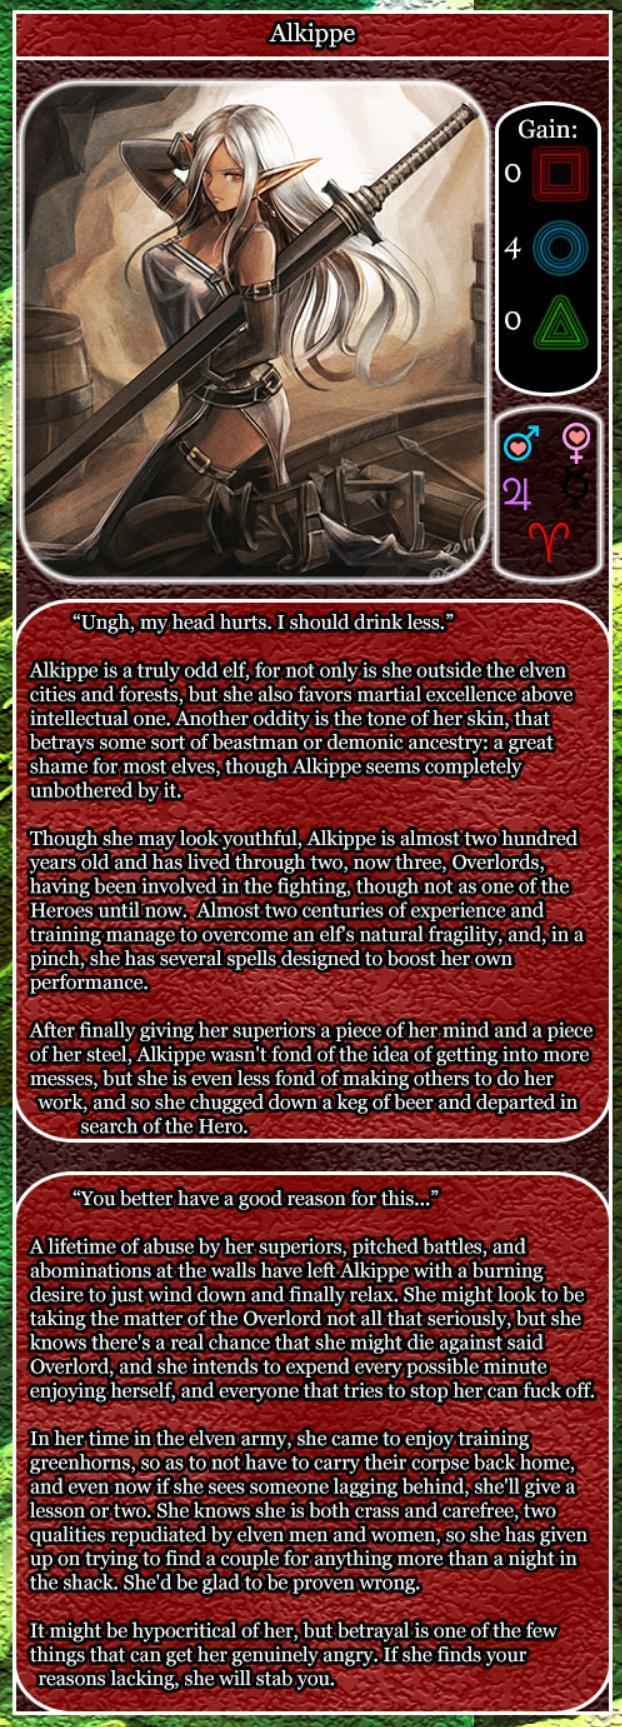 Alkippe
Gain:
0
4
0
2011
“Ungh, my head hurts. I should drink less.”
Alkippe is a truly odd elf, for not only is she outside the elven
cities and forests, but she also favors martial excellence above
intellectual one. Another oddity is the tone of her skin, that
betrays some sort of beastman or demonic ancestry: a great
shame for most elves, though Alkippe seems completely
unbothered by it.
Though she may look youthful, Alkippe is almost two hundred
years old and has lived through two, now three, Overlords,
having been involved in the fighting, though not as one of the
Heroes until now. Almost two centuries of experience and
training manage to overcome an elf's natural fragility, and, in a
pinch, she has several spells designed to boost her own
performance.
After finally giving her superiors a piece of her mind and a piece
of her steel, Alkippe wasn't fond of the idea of getting into more
messes, but she is even less fond of making others to do her
work, and so she chugged down a keg of beer and departed in
search of the Hero.
“You better have a good reason for this...”
A lifetime of abuse by her superiors, pitched battles, and
abominations at the walls have left Alkippe with a burning
desire to just wind down and finally relax. She might look to be
taking the matter of the Overlord not all that seriously, but she
knows there's a real chance that she might die against said
Overlord, and she intends to expend every possible minute
enjoying herself, and everyone that tries to stop her can fuck off.
In her time in the elven army, she came to enjoy training
greenhorns, so as to not have to carry their corpse back home,
and even now if she sees someone lagging behind, she'll give a
lesson or two. She knows she is both crass and carefree, two
qualities repudiated by elven men and women, so she has given
up on trying to find a couple for anything more than a night in
the shack. She'd be glad to be proven wrong.
It might be hypocritical of her, but betrayal is one of the few
things that can get her genuinely angry. If she finds your
reasons lacking, she will stab you.